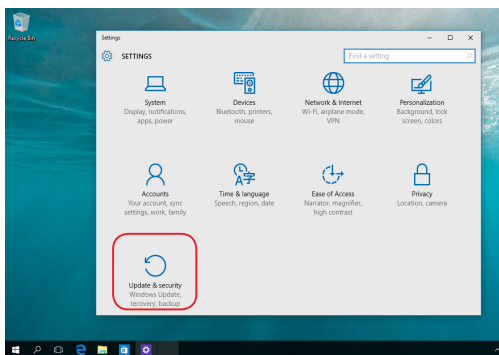 Recycle Bin
Settings
SETTINGS
Find a setting
System
Display, notifications,
apps, power
Devices
Bluetooth, printers,
mouse
Network & Internet
Wi-Fi, airplane mode,
VPN
Personalization
Background, lock
screen, colors
Accounts
Your account, sync
settings, work, family
Time & language
Speech, region, date
Ease of Access
Narrator, magnifier,
high contrast
Privacy
Location, camera
Update & security
Windows Update,
recovery, backup